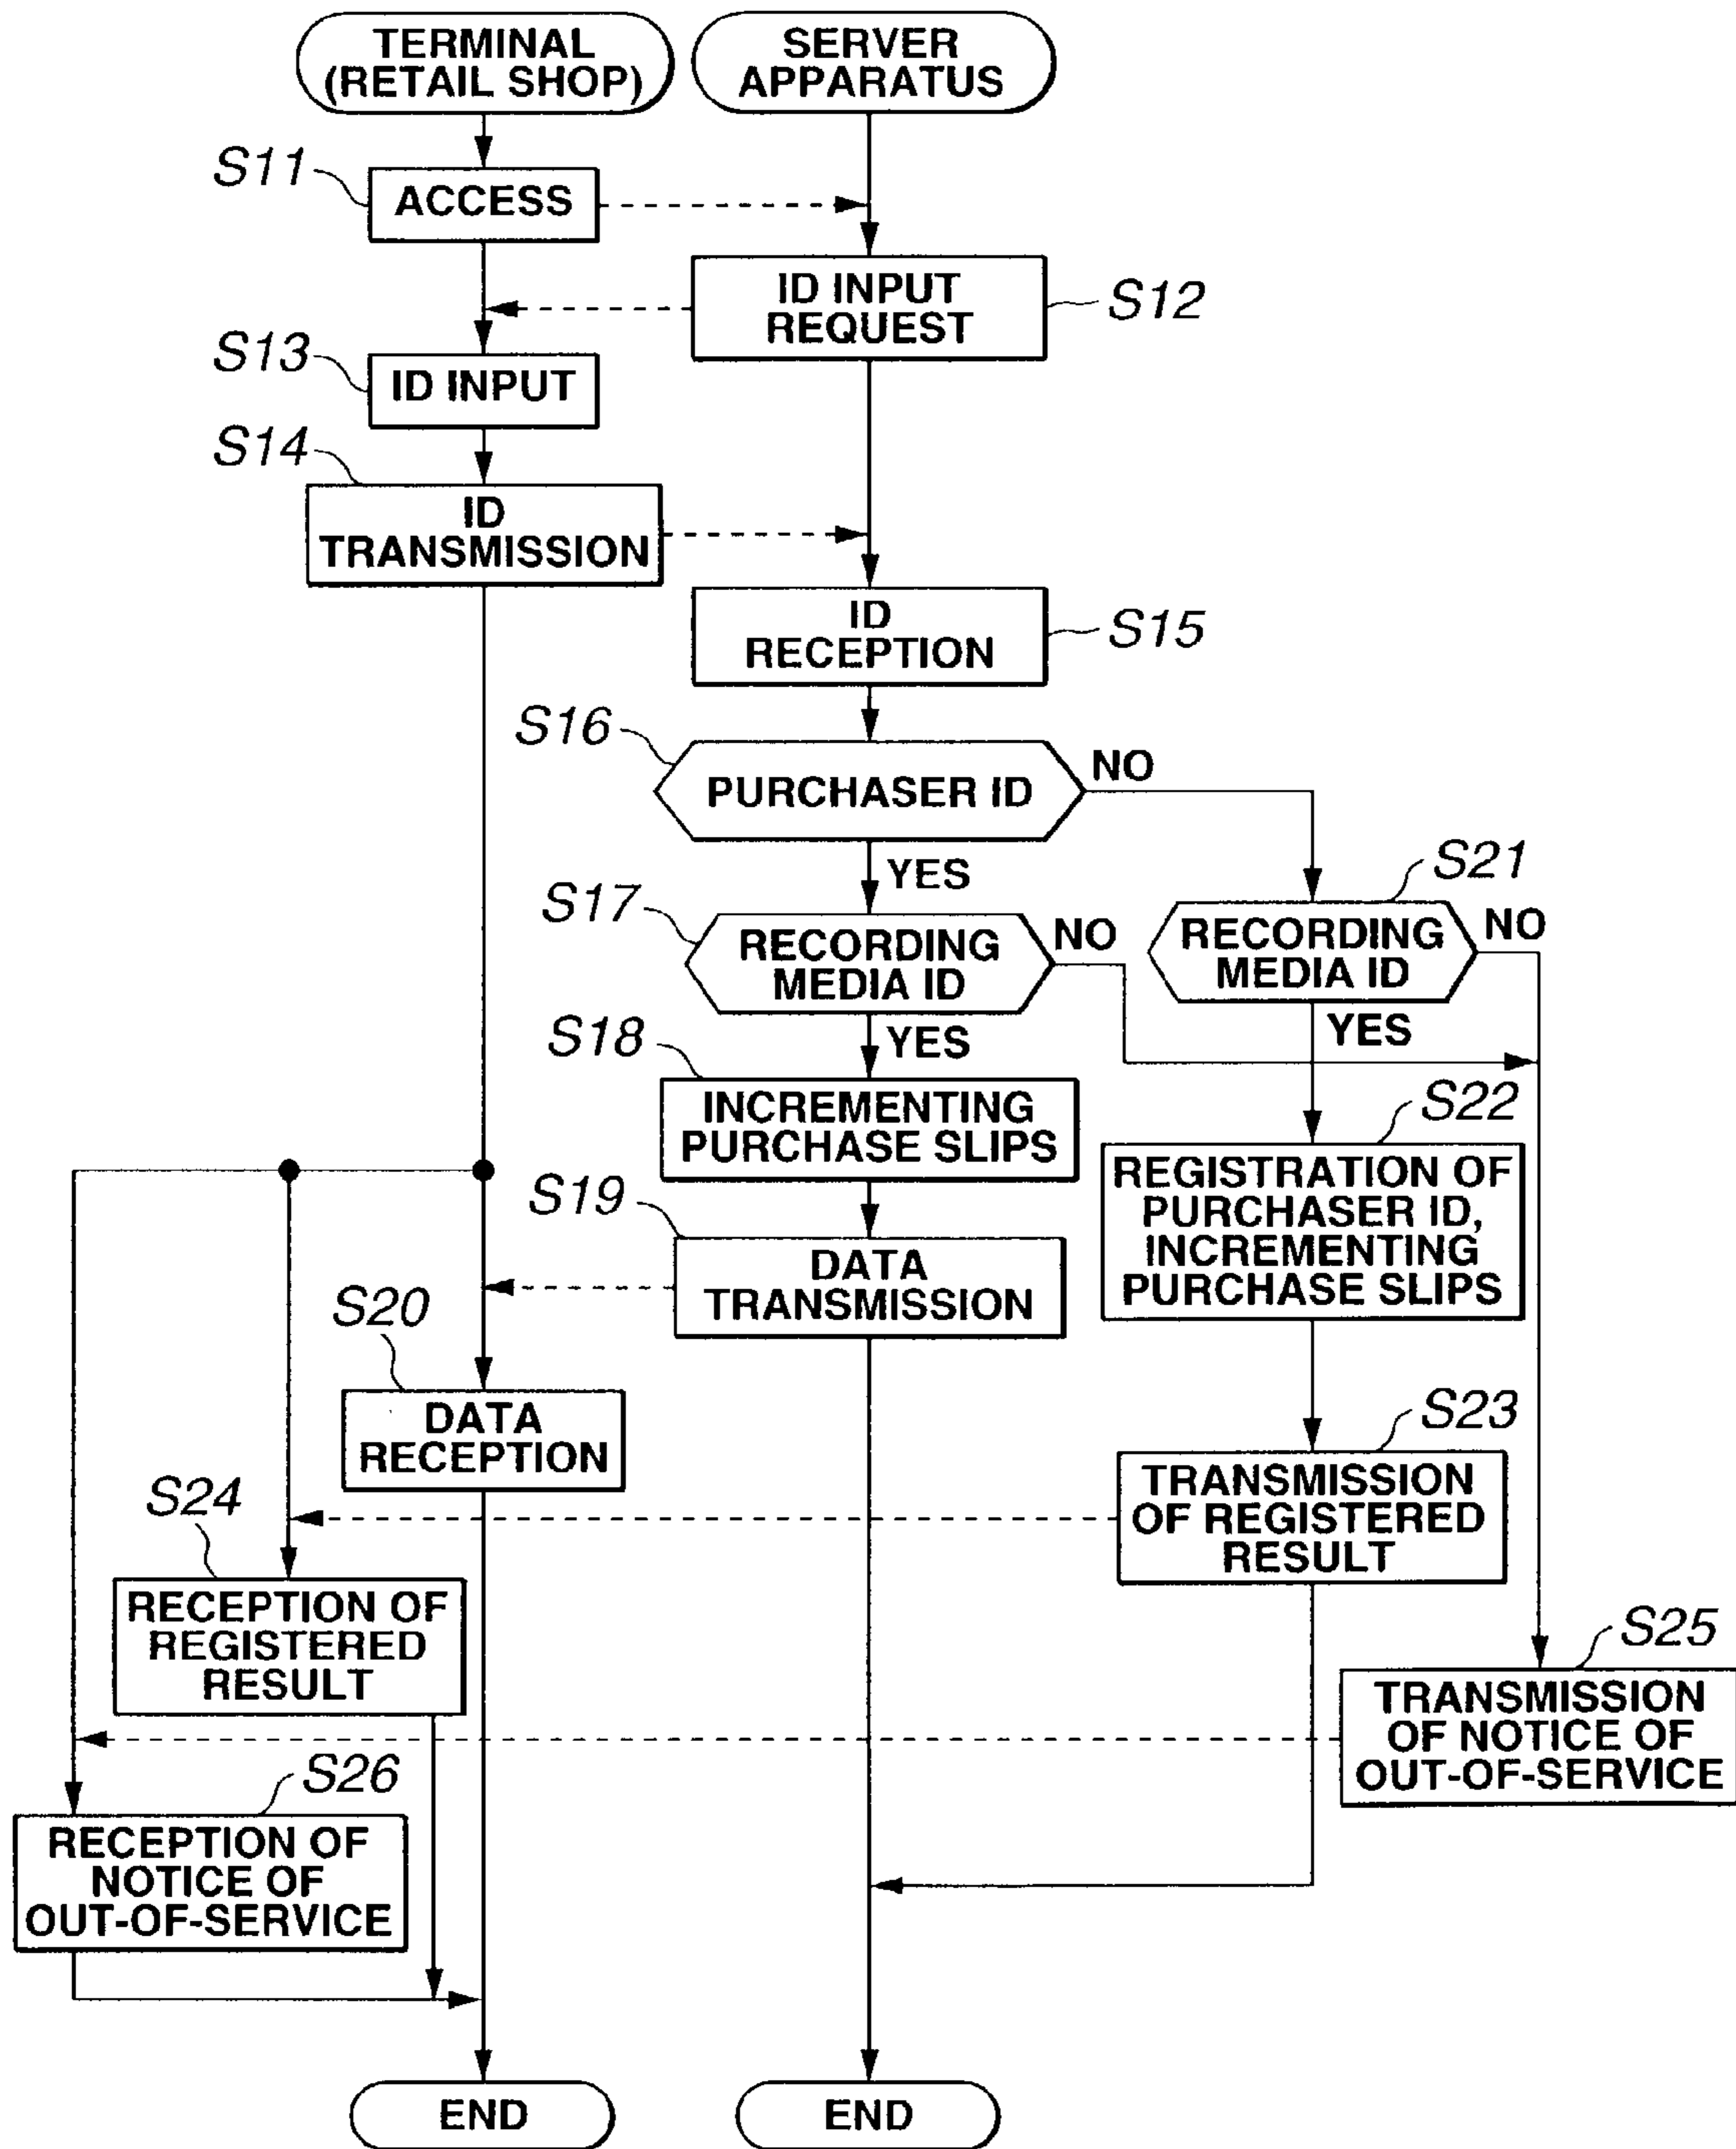 TERMINAL
(RETAIL SHOP)
SERVER
APPARATUS
S11
ACCESS
ID INPUT
REQUEST
S12
S13
ID INPUT
S14
ID
TRANSMISSION
ID
RECEPTION
S15
S16
PURCHASER ID
NO
YES
S17
RECORDING
MEDIA ID
NO
YES
S21
RECORDING
MEDIA ID
NO
YES
S18
INCREMENTING
PURCHASE SLIPS
S22
REGISTRATION OF
PURCHASER ID,
INCREMENTING
PURCHASE SLIPS
S19
DATA
TRANSMISSION
S20
DATA
RECEPTION
S23
TRANSMISSION
OF REGISTERED
RESULT
S24
RECEPTION OF
REGISTERED
RESULT
S25
TRANSMISSION
OF NOTICE OF
OUT-OF-SERVICE
S26
RECEPTION OF
NOTICE OF
OUT-OF-SERVICE
END
END